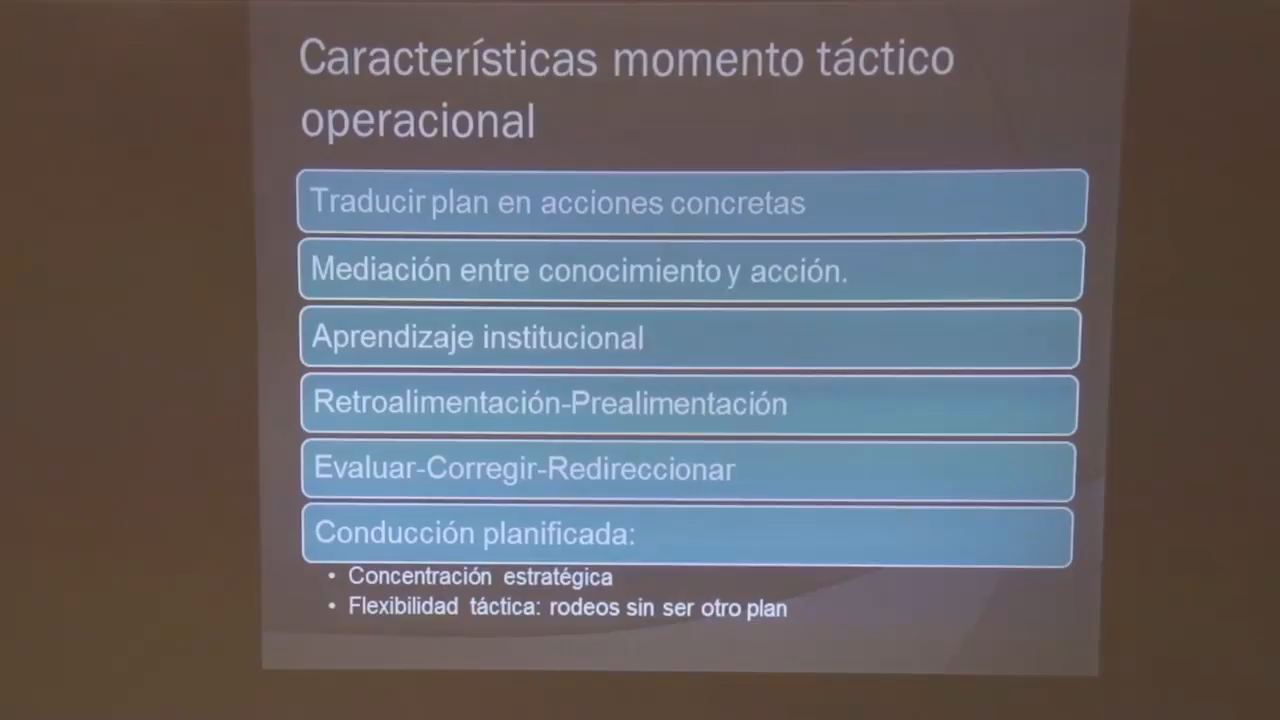 Características momento táctico
operacional
Traducir plan en acciones concretas
Mediación entre conocimiento y acción.
Aprendizaje institucional
Retroalimentación-Prealimentación
Evaluar-Corregir-Redireccionar
Conducción planificada:
• Concentración estratégica
• Flexibilidad táctica: rodeos sin ser otro plan